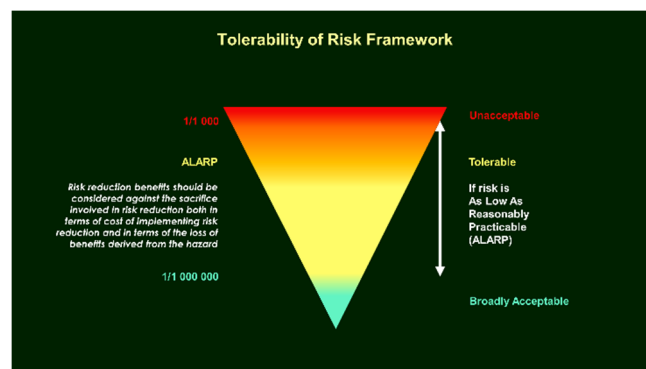 Tolerability of Risk Framework
1/1 000
Unacceptable
ALARP
Tolerable
Risk reduction benefits should be
considered against the sacrifice
involved in risk reduction both in
terms of cost of implementing risk
reduction and in terms of the loss of
benefits derived from the hazard
If risk is
As Low As
Reasonably
Practicable
(ALARP)
1/1 000 000
Broadly Acceptable